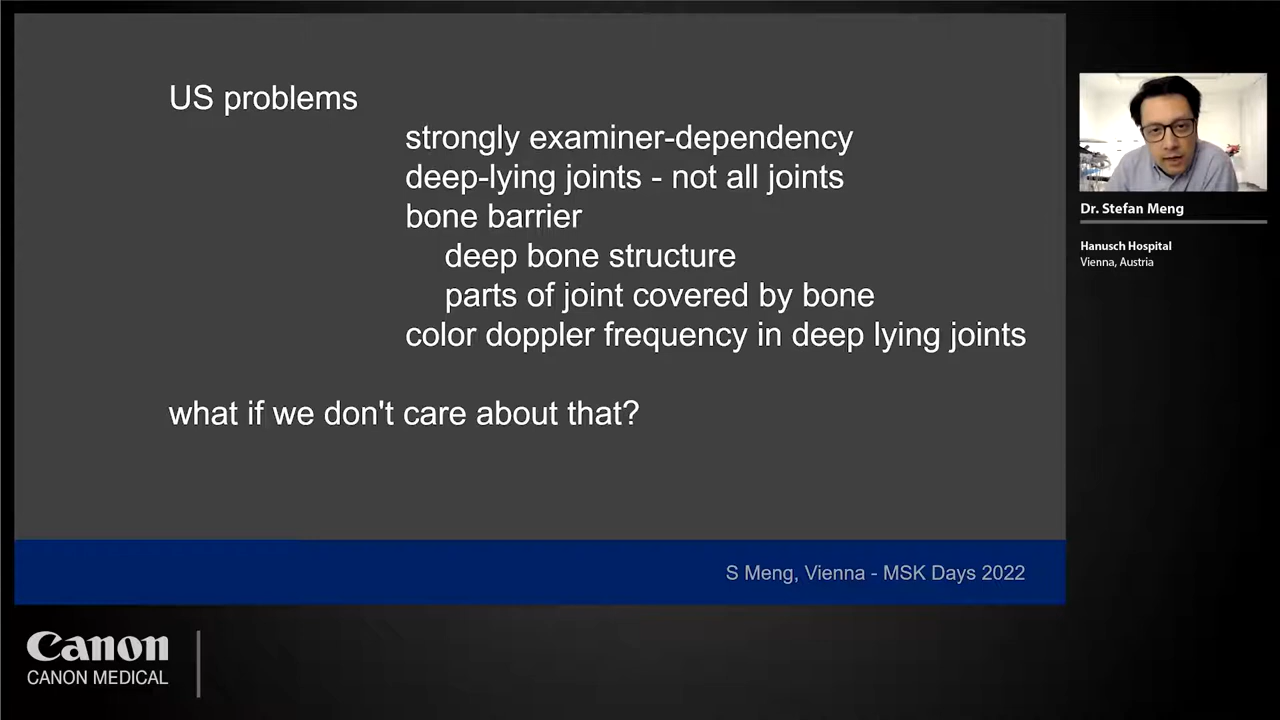 US problems
strongly examiner-dependency
deep-lying joints - not all joints
bone barrier
deep bone structure
parts of joint covered by bone
color doppler frequency in deep lying joints
what if we don't care about that?
S Meng, Vienna - MSK Days 2022
Dr. Stefan Meng
Hanusch Hospital
Vienna, Austria
Canon
CANON MEDICAL